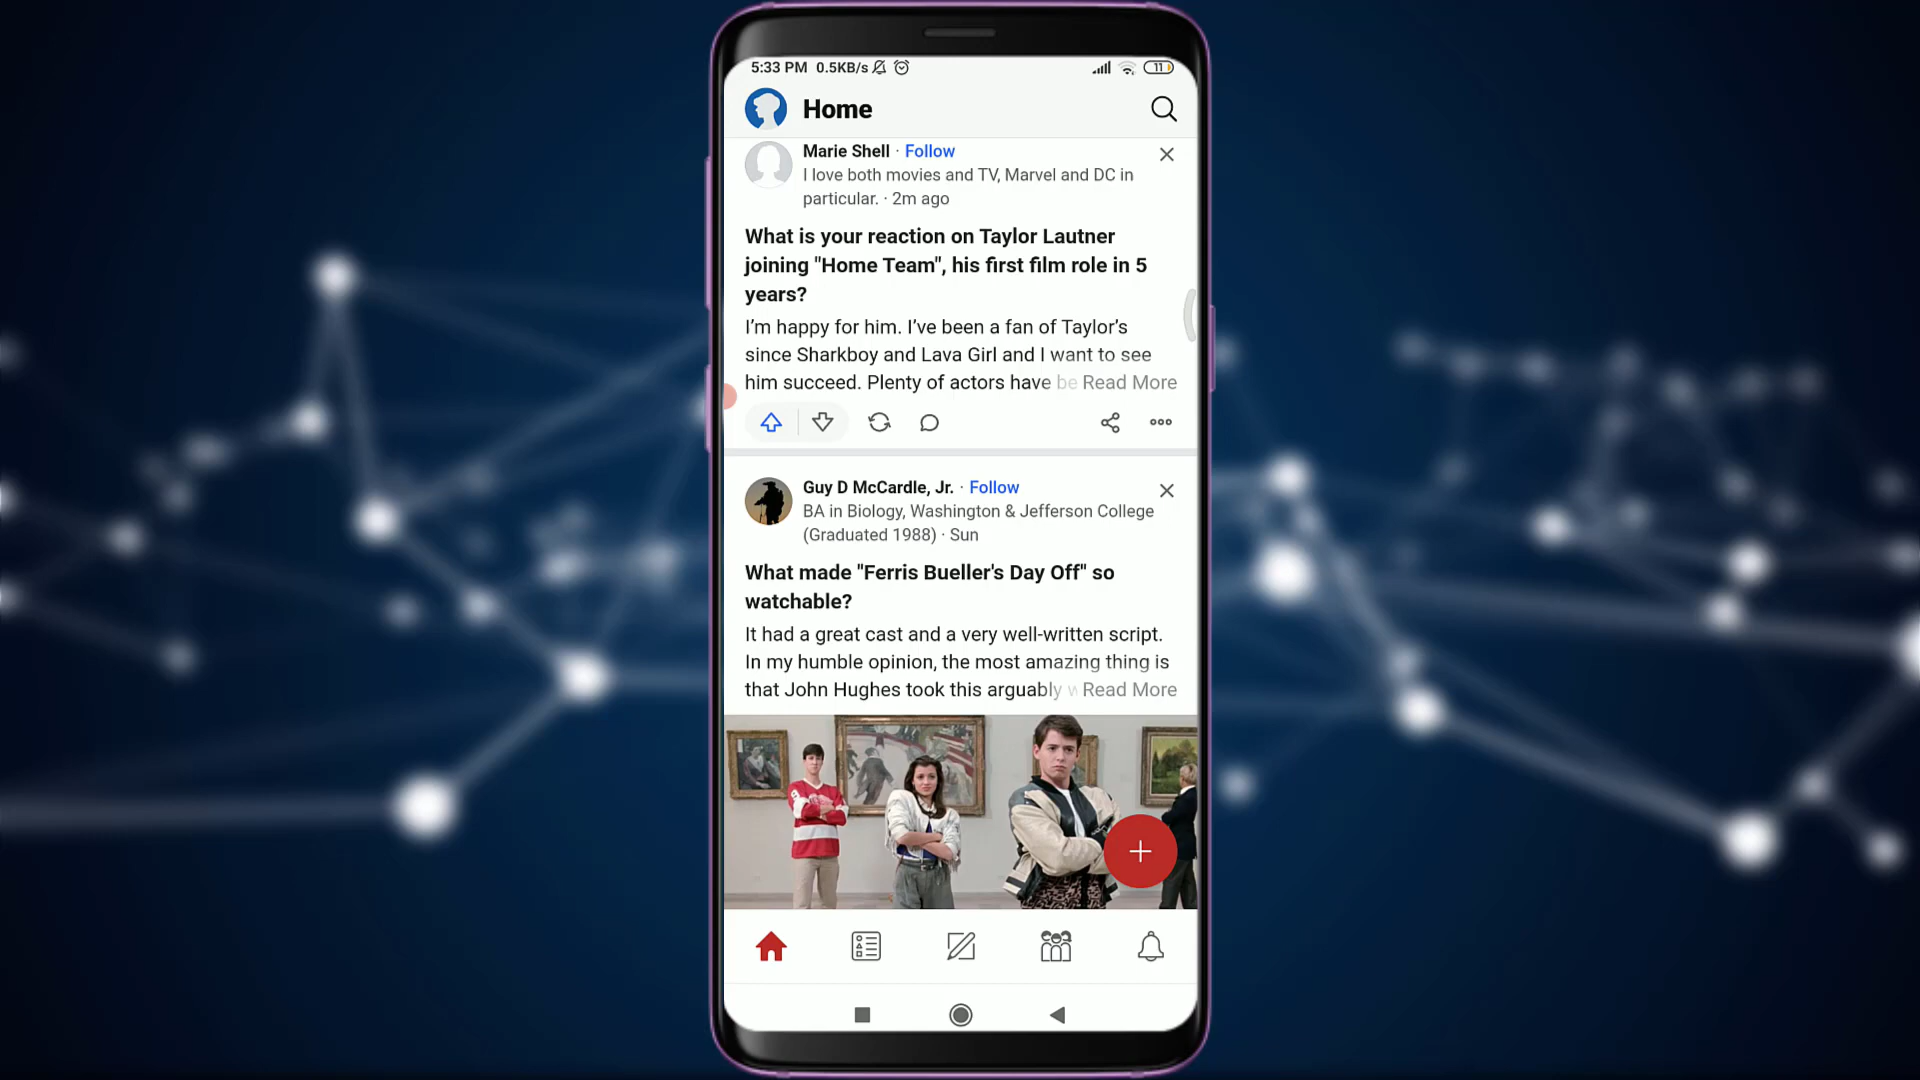 5:33 PM 0.5KB/s 11
Home
Marie Shell · Follow
I love both movies and TV, Marvel and DC in
particular. · 2m ago
What is your reaction on Taylor Lautner
joining "Home Team", his first film role in 5
years?
I’m happy for him. I’ve been a fan of Taylor’s
since Sharkboy and Lava Girl and I want to see
him succeed. Plenty of actors have be Read More
Guy D McCardle, Jr. · Follow
BA in Biology, Washington & Jefferson College
(Graduated 1988) · Sun
What made "Ferris Bueller's Day Off" so
watchable?
It had a great cast and a very well-written script.
In my humble opinion, the most amazing thing is
that John Hughes took this arguably w Read More